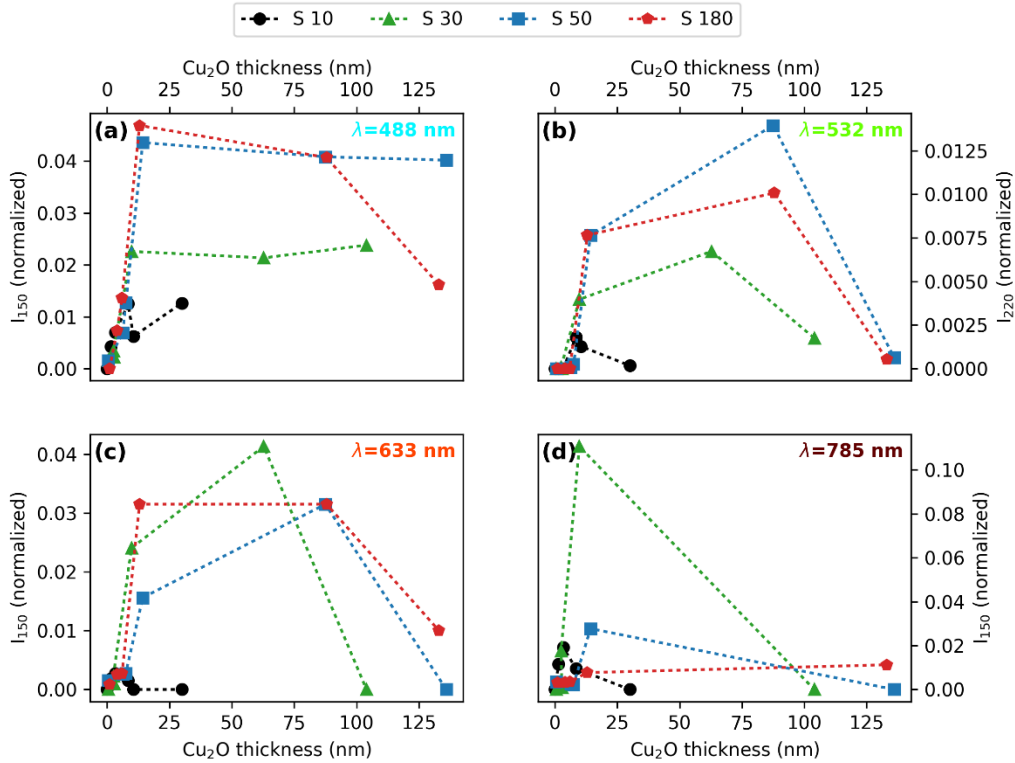 S 10 S 30 S 50 S 180
Cu₂O thickness (nm) Cu₂O thickness (nm)
0 25 50 75 100 125 0 25 50 75 100 125
(a) λ=488 nm (b) λ=532 nm
0.04 0.03 0.02 0.01 0.00
I₁₅₀ (normalized)
0.0125 0.0100 0.0075 0.0050 0.0025 0.0000
I₂₂₀ (normalized)
(c) λ=633 nm (d) λ=785 nm
0.04 0.03 0.02 0.01 0.00
I₁₅₀ (normalized)
0.10 0.08 0.06 0.04 0.02 0.00
I₁₅₀ (normalized)
0 25 50 75 100 125 0 25 50 75 100 125
Cu₂O thickness (nm) Cu₂O thickness (nm)